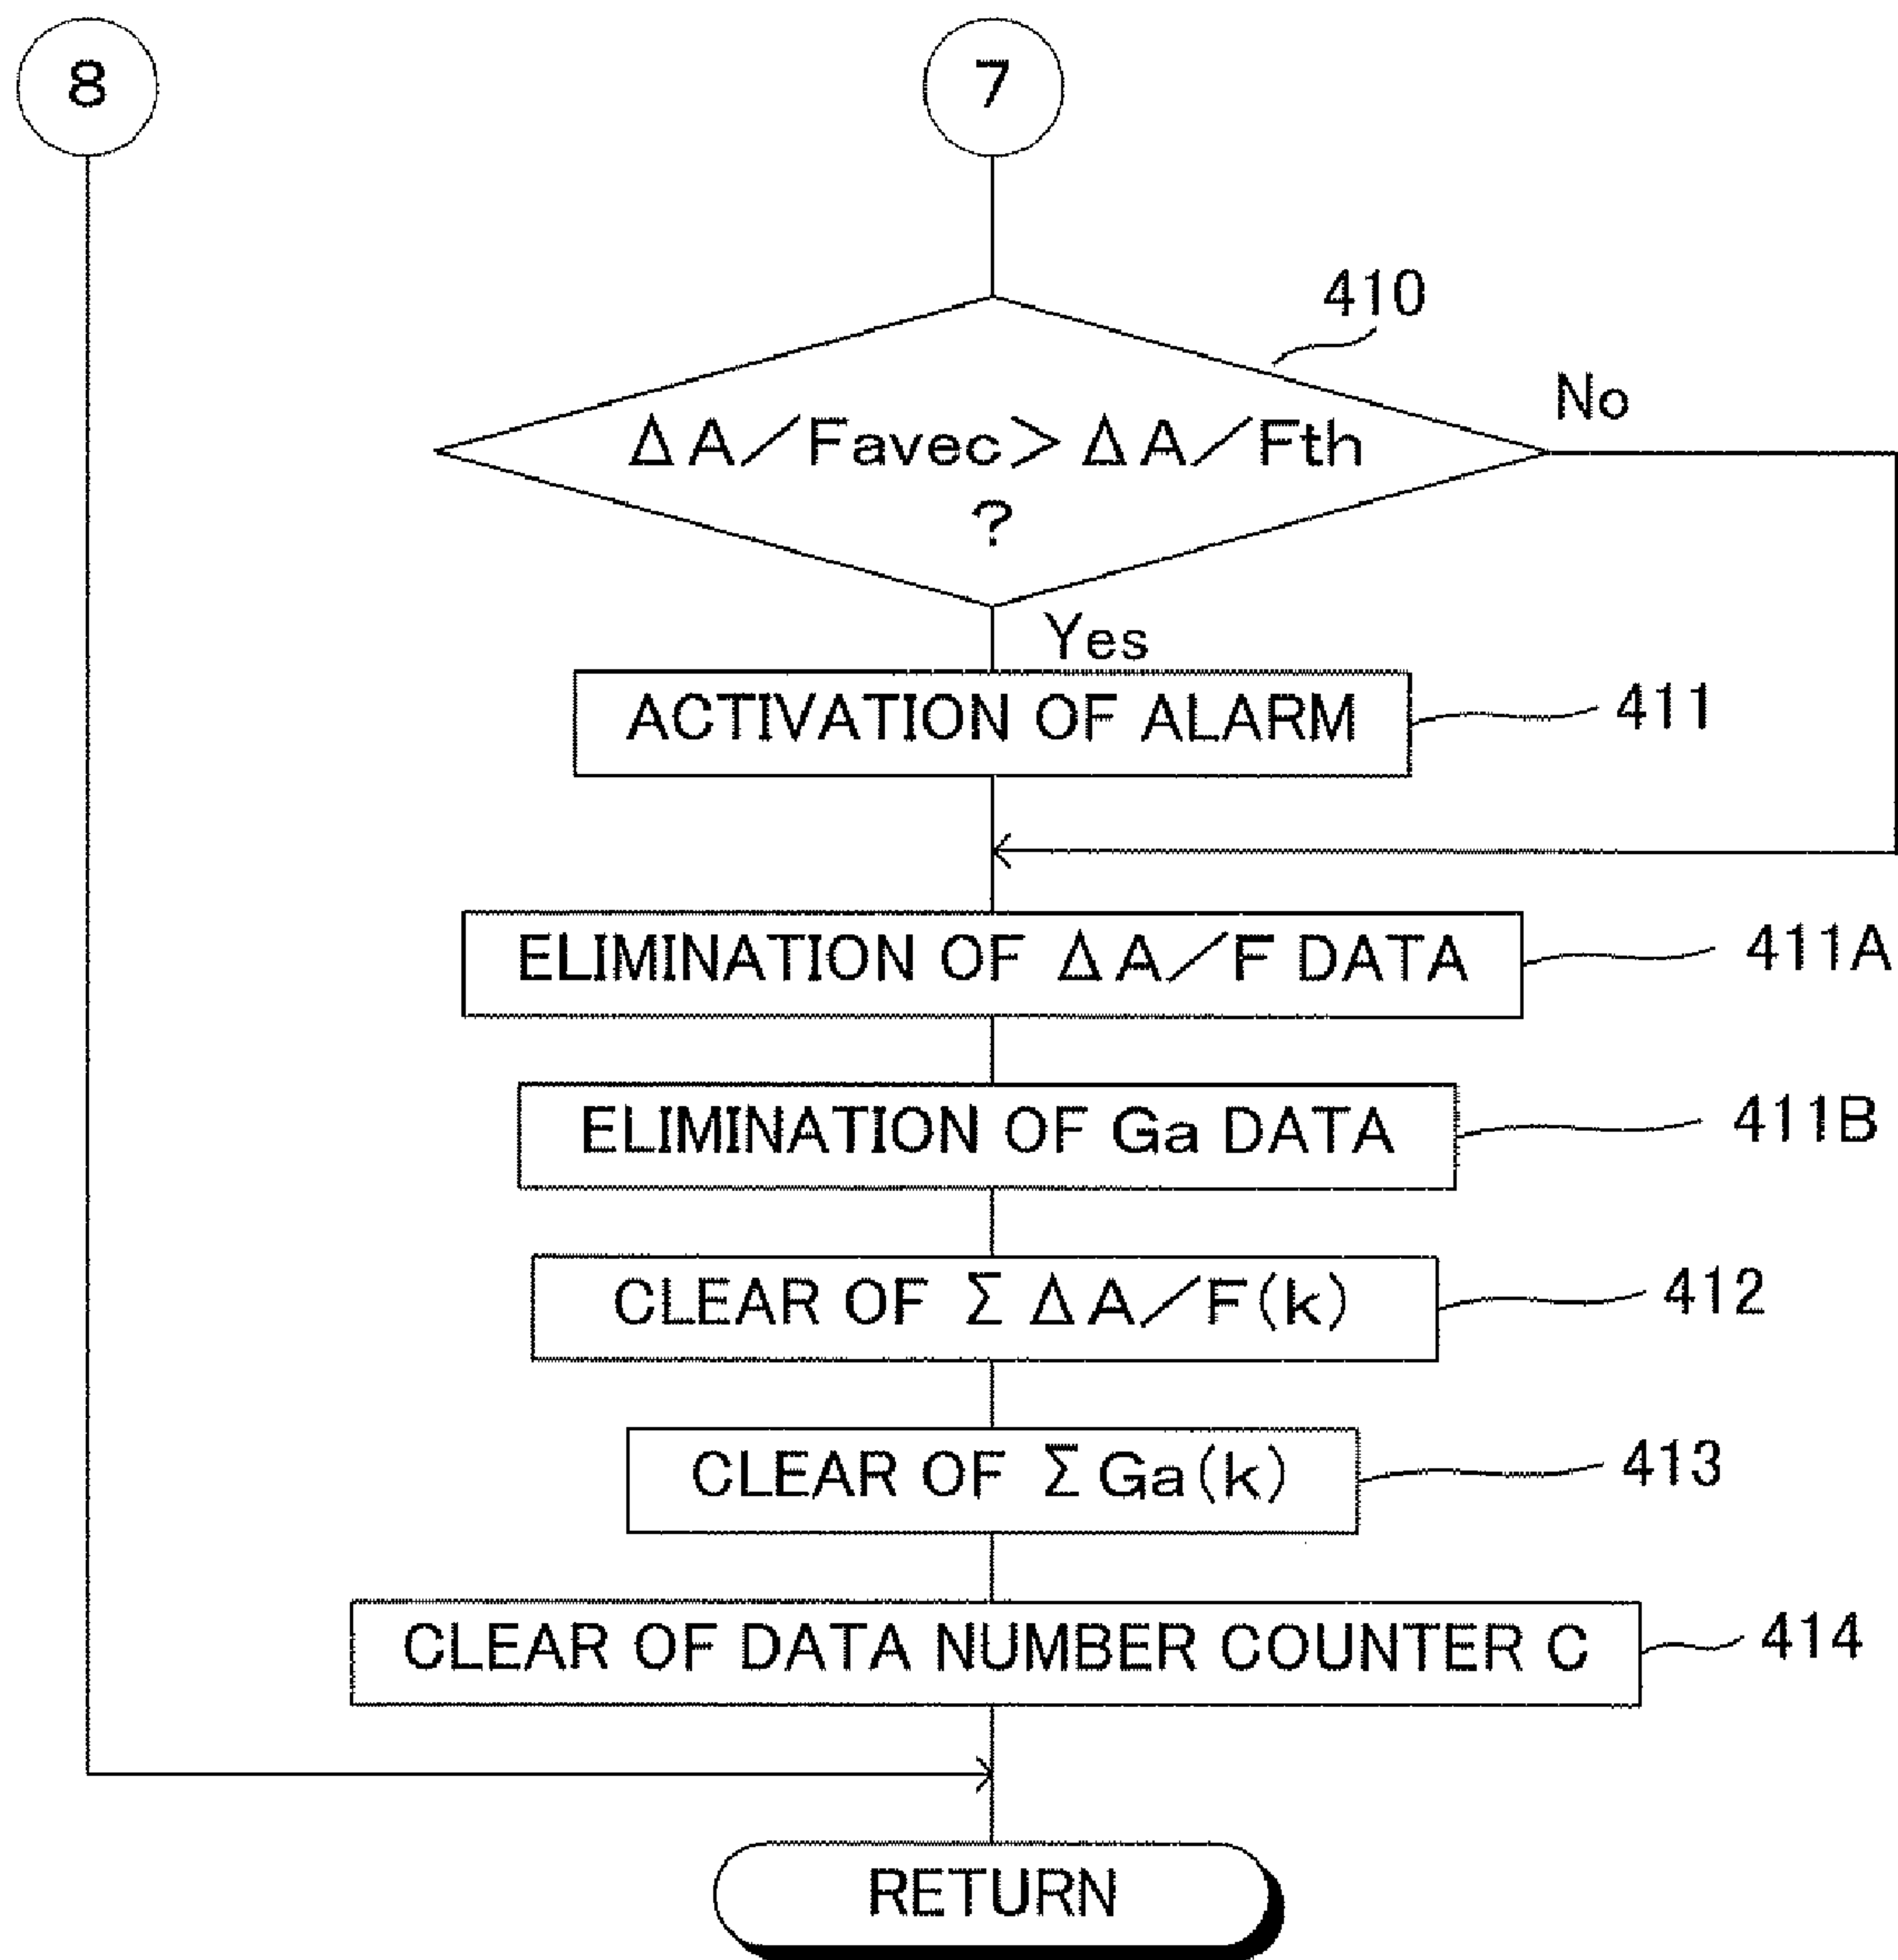 8
7
410
No
ΔA／Favec＞ΔA／Fth
？
Yes
ACTIVATION OF ALARM
411
ELIMINATION OF ΔA／F DATA
411A
ELIMINATION OF Ga DATA
411B
CLEAR OF Σ ΔA／F(k)
412
CLEAR OF ΣGa(k)
413
CLEAR OF DATA NUMBER COUNTER C
414
RETURN